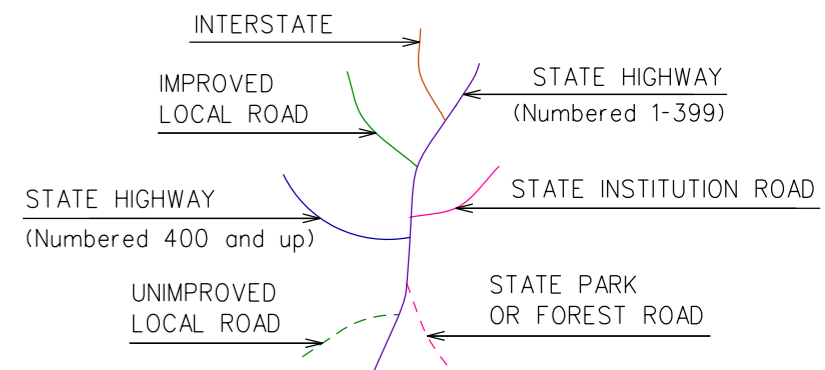 INTERSTATE
STATE HIGHWAY
(Numbered 1-399)
IMPROVED
LOCAL ROAD
STATE INSTITUTION ROAD
STATE HIGHWAY
(Numbered 400 and up)
STATE PARK
OR FOREST ROAD
UNIMPROVED
LOCAL ROAD